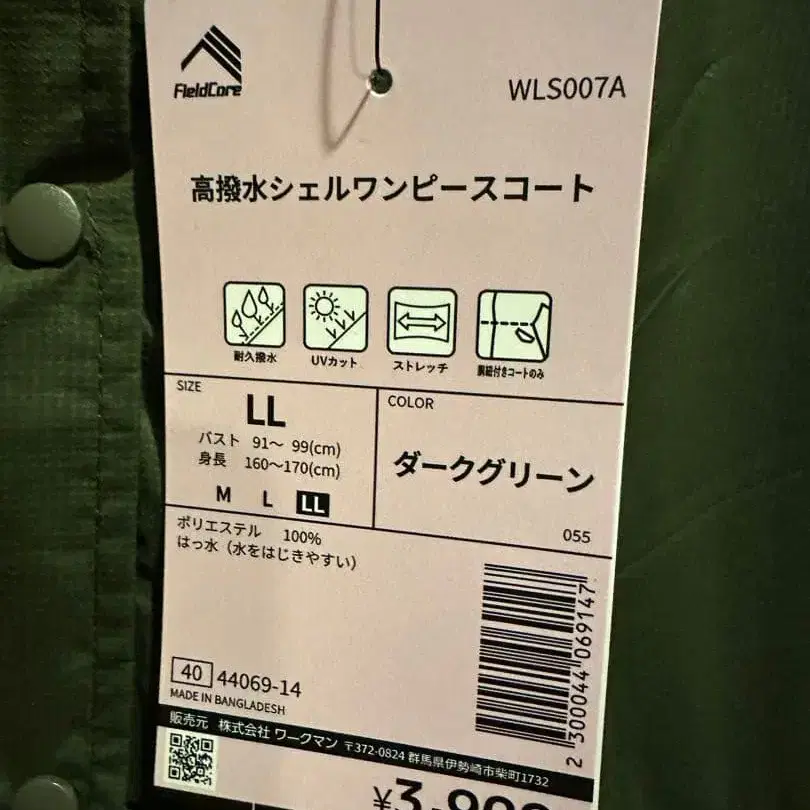 FieldCore
WLS007A
高撥水シェルワンピースコート
耐久撥水 UVカット ストレッチ 胴紐付きコートのみ
SIZE
LL
バスト 91～ 99(cm)
身長 160～170(cm)
M L LL
COLOR
ダークグリーン
055
ポリエステル 100%
はっ水（水をはじきやすい）
40 44069-14
MADE IN BANGLADESH
2 300044 069147
販売元 株式会社 ワークマン 〒372-0824 群馬県伊勢崎市柴町1732